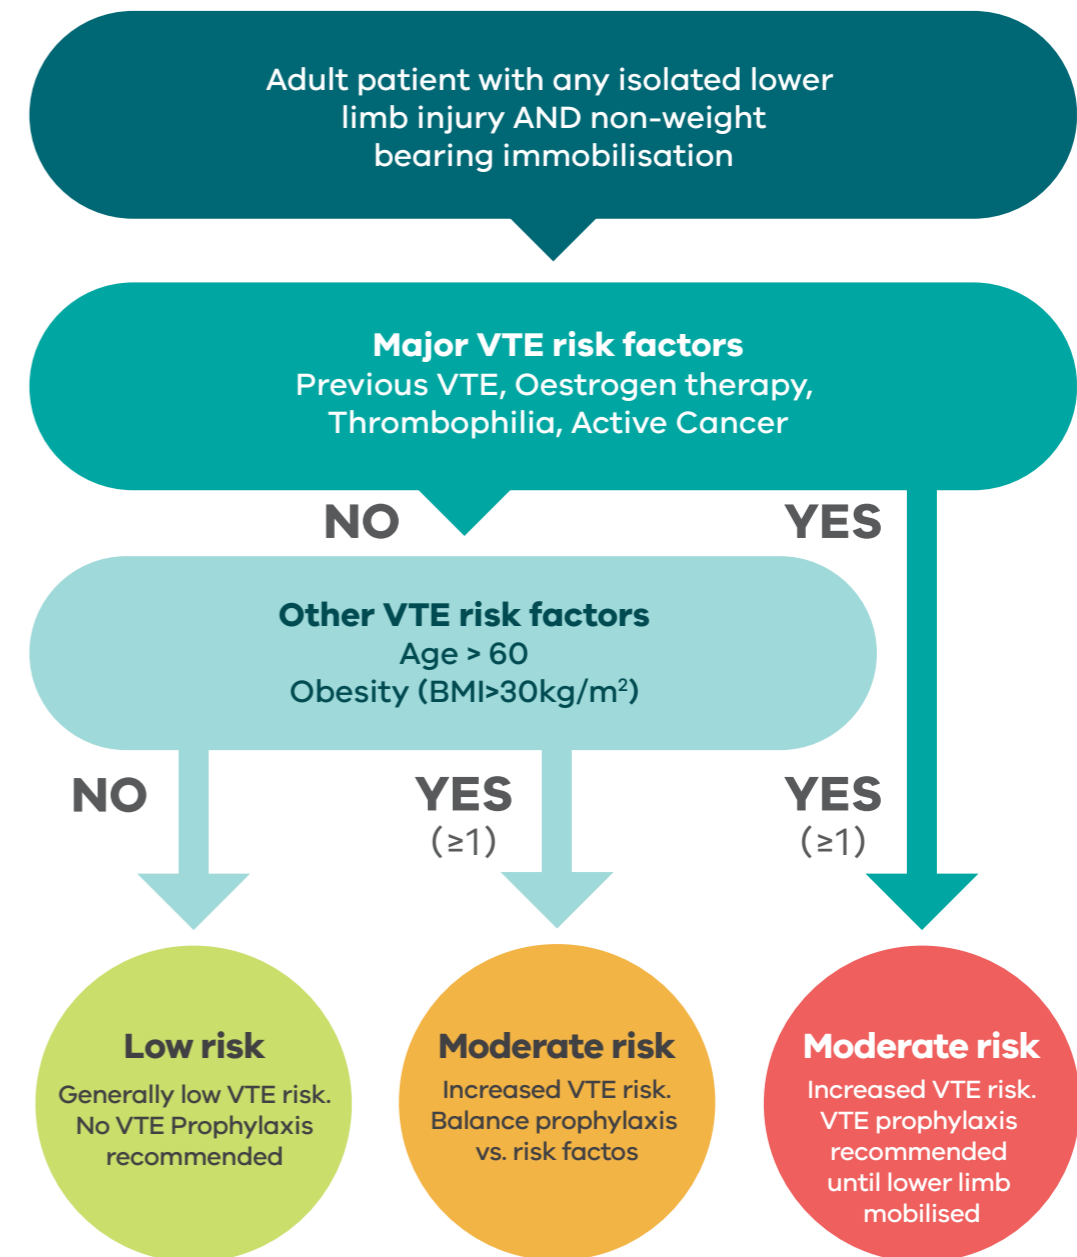 Adult patient with any isolated lower
limb injury AND non-weight
bearing immobilisation
Major VTE risk factors
Previous VTE, Oestrogen therapy,
Thrombophilia, Active Cancer
NO
YES
Other VTE risk factors
Age > 60
Obesity (BMI>30kg/m²)
NO
YES
(≥1)
YES
(≥1)
Low risk
Generally low VTE risk.
No VTE Prophylaxis
recommended
Moderate risk
Increased VTE risk.
Balance prophylaxis
vs. risk factos
Moderate risk
Increased VTE risk.
VTE prophylaxis
recommended
until lower limb
mobilised